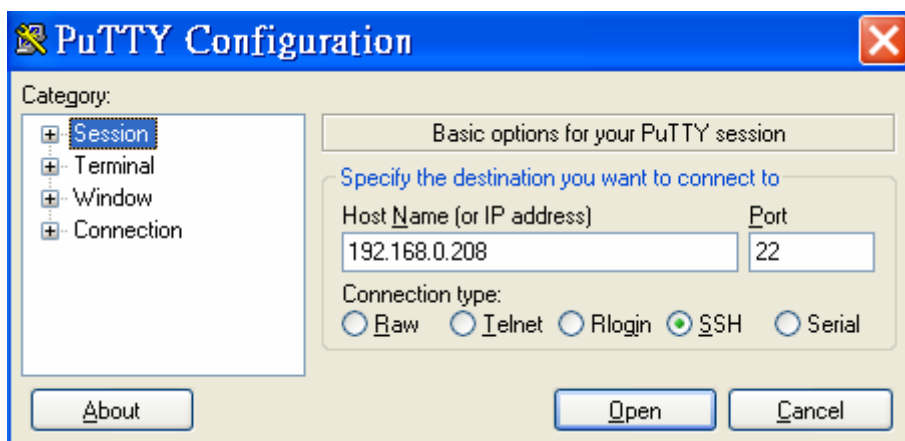 PuTTY Configuration
Category:
Session
Terminal
Window
Connection
Basic options for your PuTTY session
Specify the destination you want to connect to
Host Name (or IP address) Port
192.168.0.208 22
Connection type:
Raw Telnet Rlogin SSH Serial
About Open Cancel